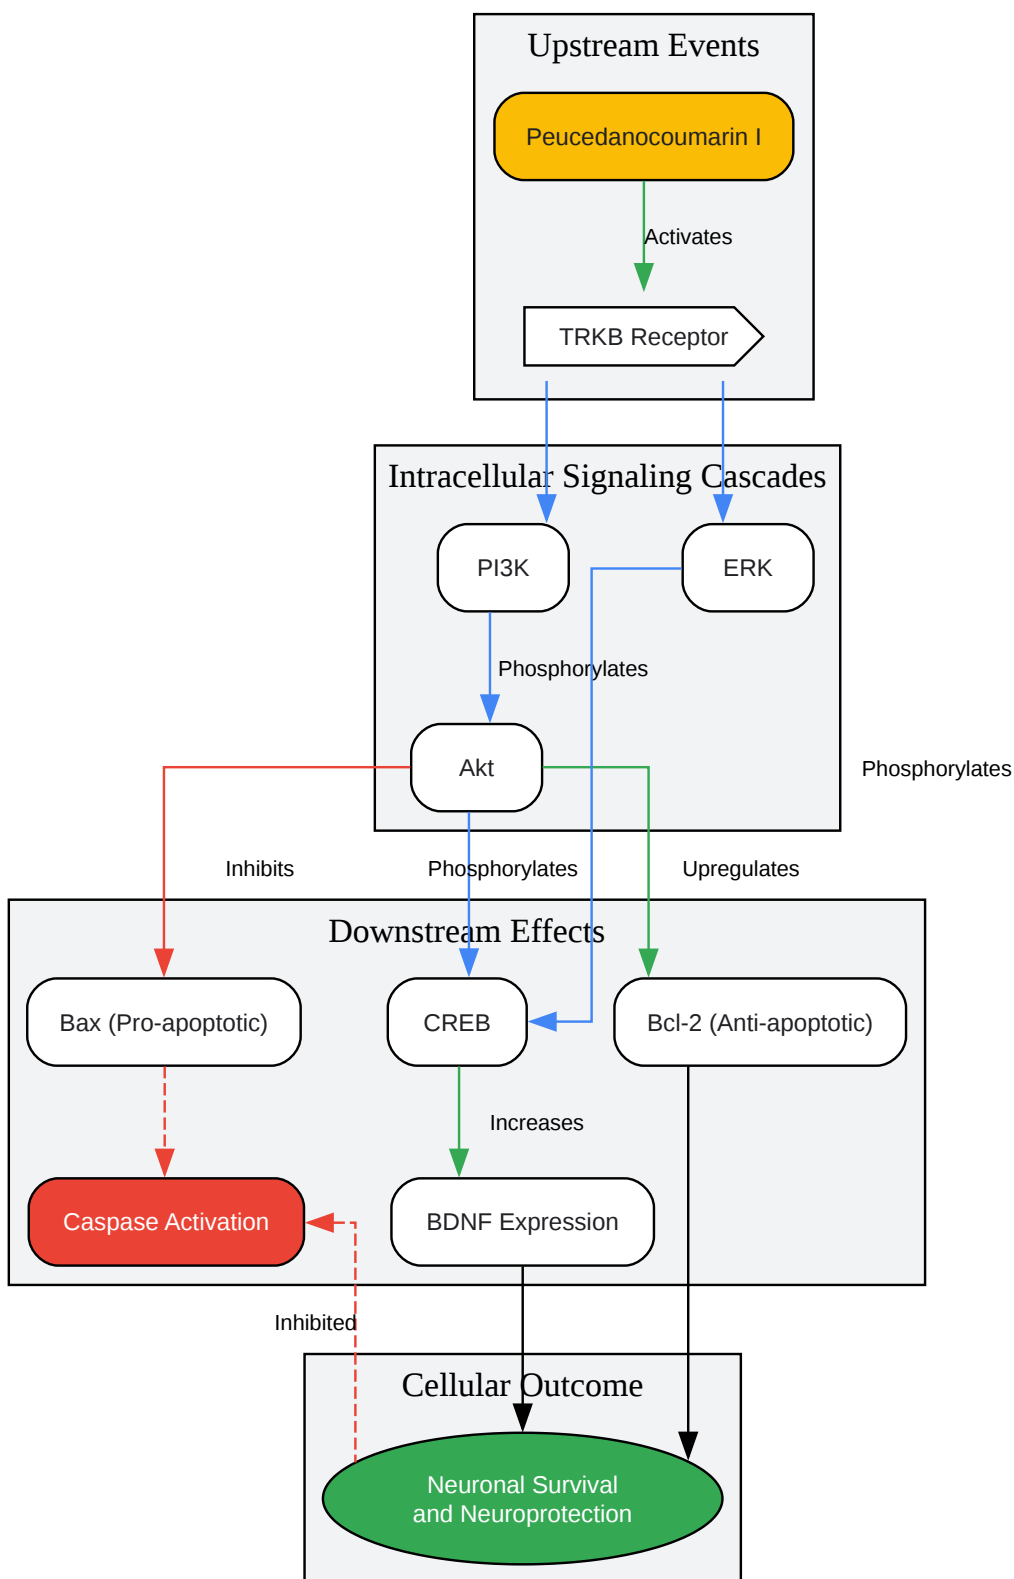 Upstream Events
Peucedanocoumarin I
Activates
TRKB Receptor
Intracellular Signaling Cascades
PI3K
ERK
Phosphorylates
Akt
Phosphorylates
Inhibits
Phosphorylates
Upregulates
Downstream Effects
Bax (Pro-apoptotic)
CREB
Bcl-2 (Anti-apoptotic)
Increases
Caspase Activation
BDNF Expression
Inhibited
Cellular Outcome
Neuronal Survival
and Neuroprotection